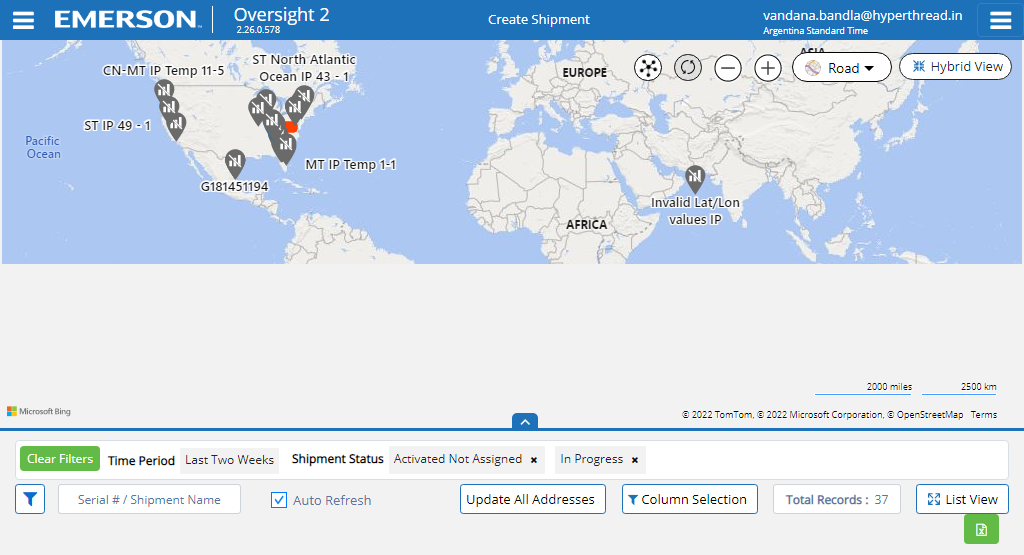 EMERSON
Oversight 2
2.26.0.578
Create Shipment
vandana.bandla@hyperthread.in
Argentina Standard Time
ASIA
CN-MT IP Temp 11-5
ST North Atlantic
Ocean IP 43 - 1
EUROPE
Road
Hybrid View
ST IP 49 - 1
Pacific
Ocean
MT IP Temp 1-1
G181451194
Invalid Lat/Lon
values IP
AFRICA
2000 miles
2500 km
Microsoft Bing
© 2022 TomTom, © 2022 Microsoft Corporation, © OpenStreetMap Terms
Clear Filters
Time Period
Last Two Weeks
Shipment Status
Activated Not Assigned ×
In Progress ×
Serial # / Shipment Name
Auto Refresh
Update All Addresses
Column Selection
Total Records : 37
List View